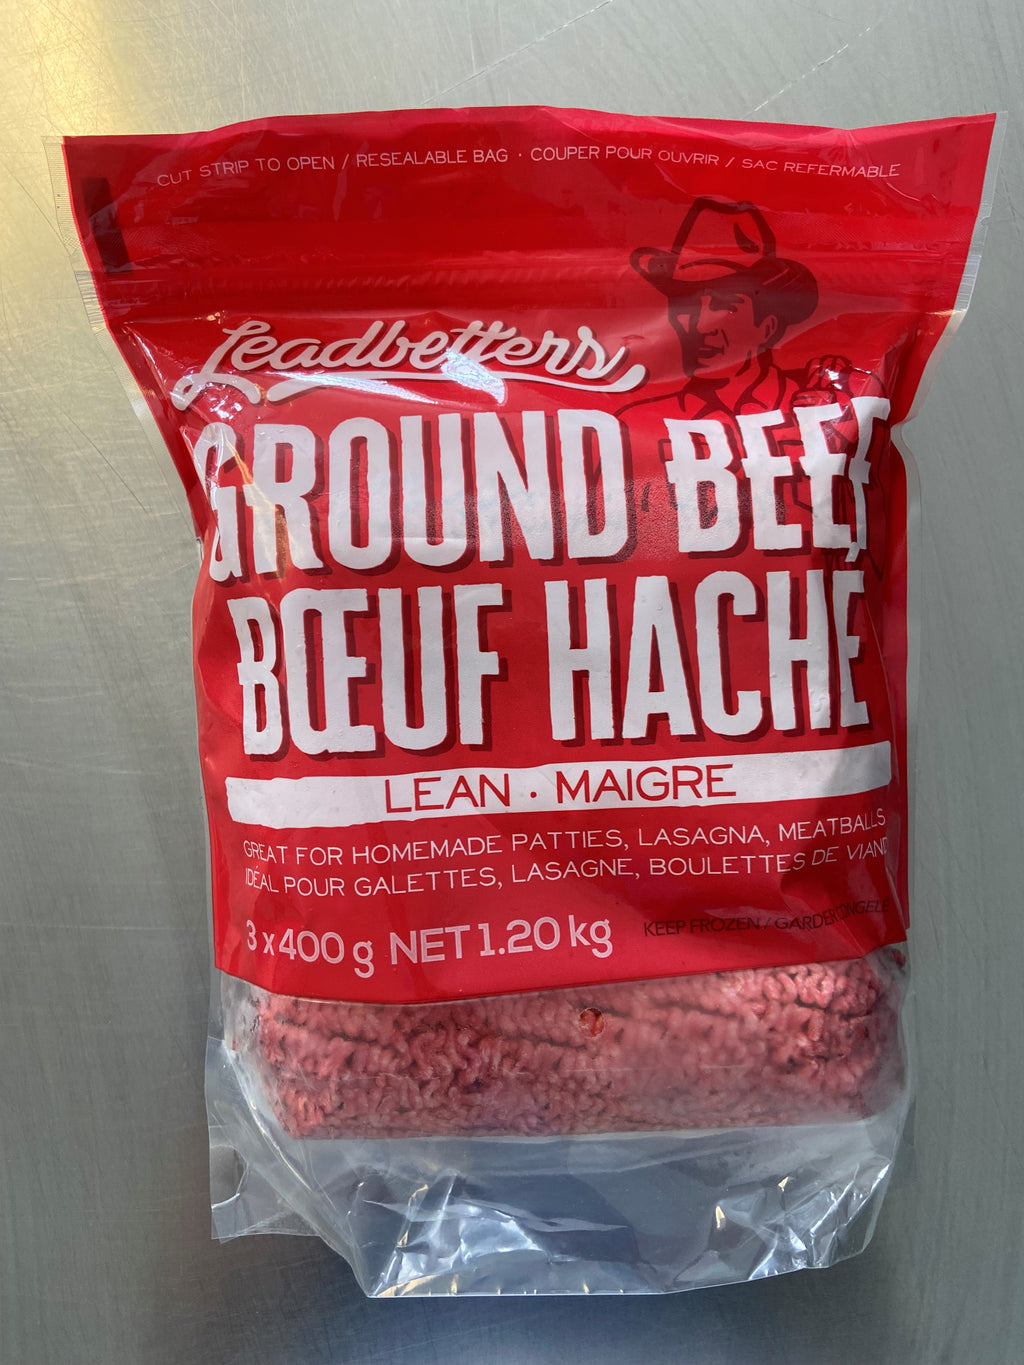 CUT STRIP TO OPEN / RESEALABLE BAG · COUPER POUR OUVRIR / SAC REFERMABLE
Leadbetters
GROUND BEEF
BŒUF HACHÉ
LEAN · MAIGRE
GREAT FOR HOMEMADE PATTIES, LASAGNA, MEATBALLS
IDÉAL POUR GALETTES, LASAGNE, BOULETTES DE VIAND
3 x 400 g NET 1.20 kg
KEEP FROZEN / GARDER CONGELÉ